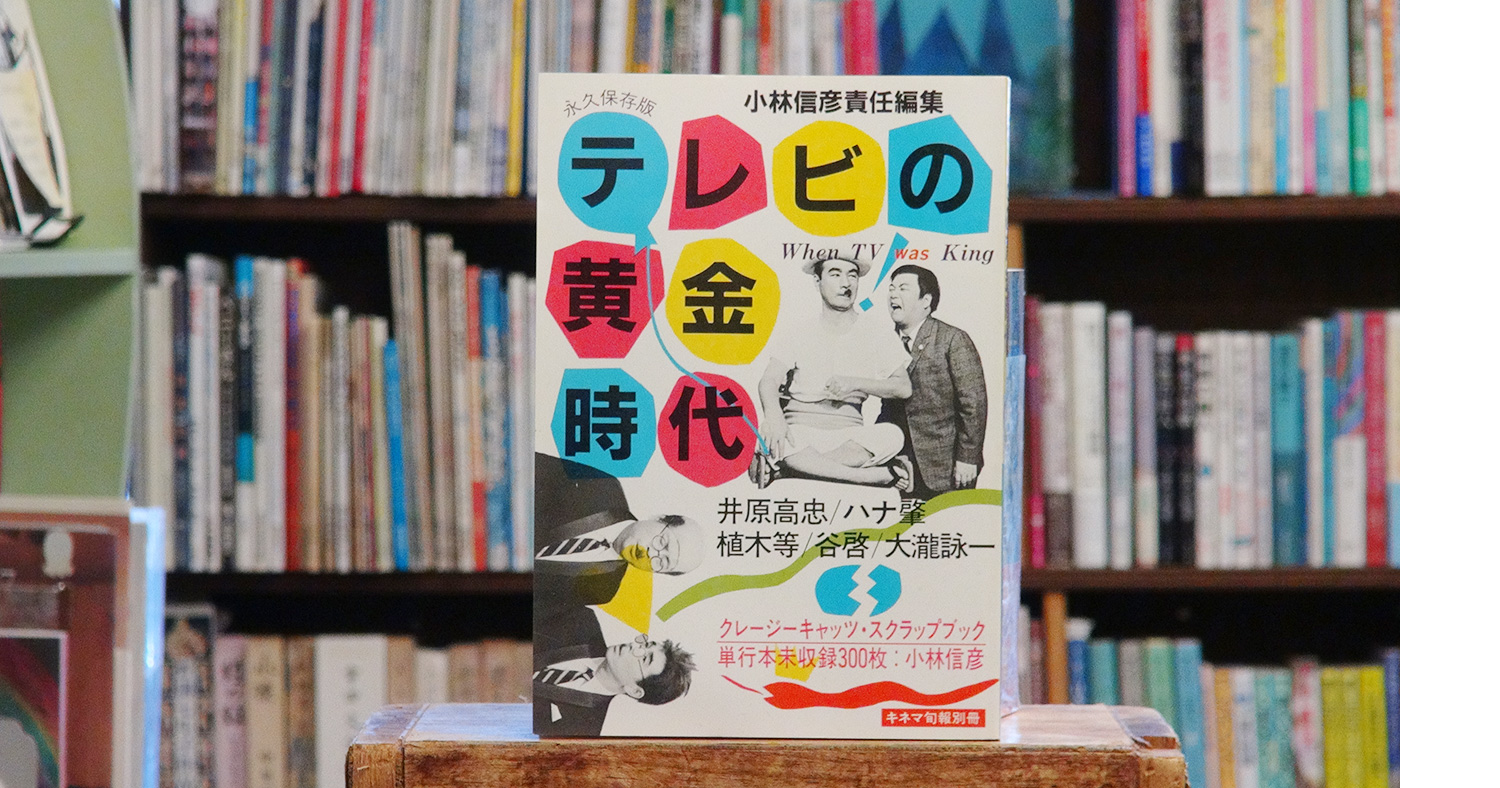 永久保存版
小林信彦責任編集
テレビの
When TV was King
黄金
時代
井原高忠/ハナ肇
植木等/谷啓/大瀧詠一
クレージーキャッツ・スクラップブック
単行本未収録300枚：小林信彦
キネマ旬報別冊